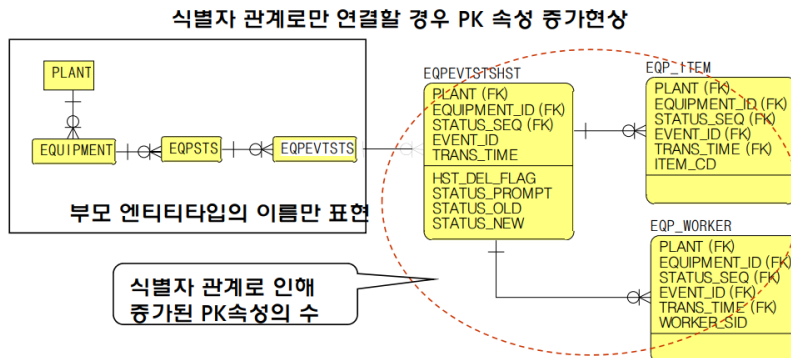 식별자 관계로만 연결할 경우 PK 속성 증가현상
PLANT
EQUIPMENT
EQPSTS
EQPEVTSTS
부모 엔티티타입의 이름만 표현
EQPEVTSTSHST
PLANT (FK)
EQUIPMENT_ID (FK)
STATUS_SEQ (FK)
EVENT_ID
TRANS_TIME
HST_DEL_FLAG
STATUS_PROMPT
STATUS_OLD
STATUS_NEW
EQP_ITEM
PLANT (FK)
EQUIPMENT_ID (FK)
STATUS_SEQ (FK)
EVENT_ID (FK)
TRANS_TIME (FK)
ITEM_CD
EQP_WORKER
PLANT (FK)
EQUIPMENT_ID (FK)
STATUS_SEQ (FK)
EVENT_ID (FK)
TRANS_TIME (FK)
WORKER_SID
식별자 관계로 인해
증가된 PK속성의 수